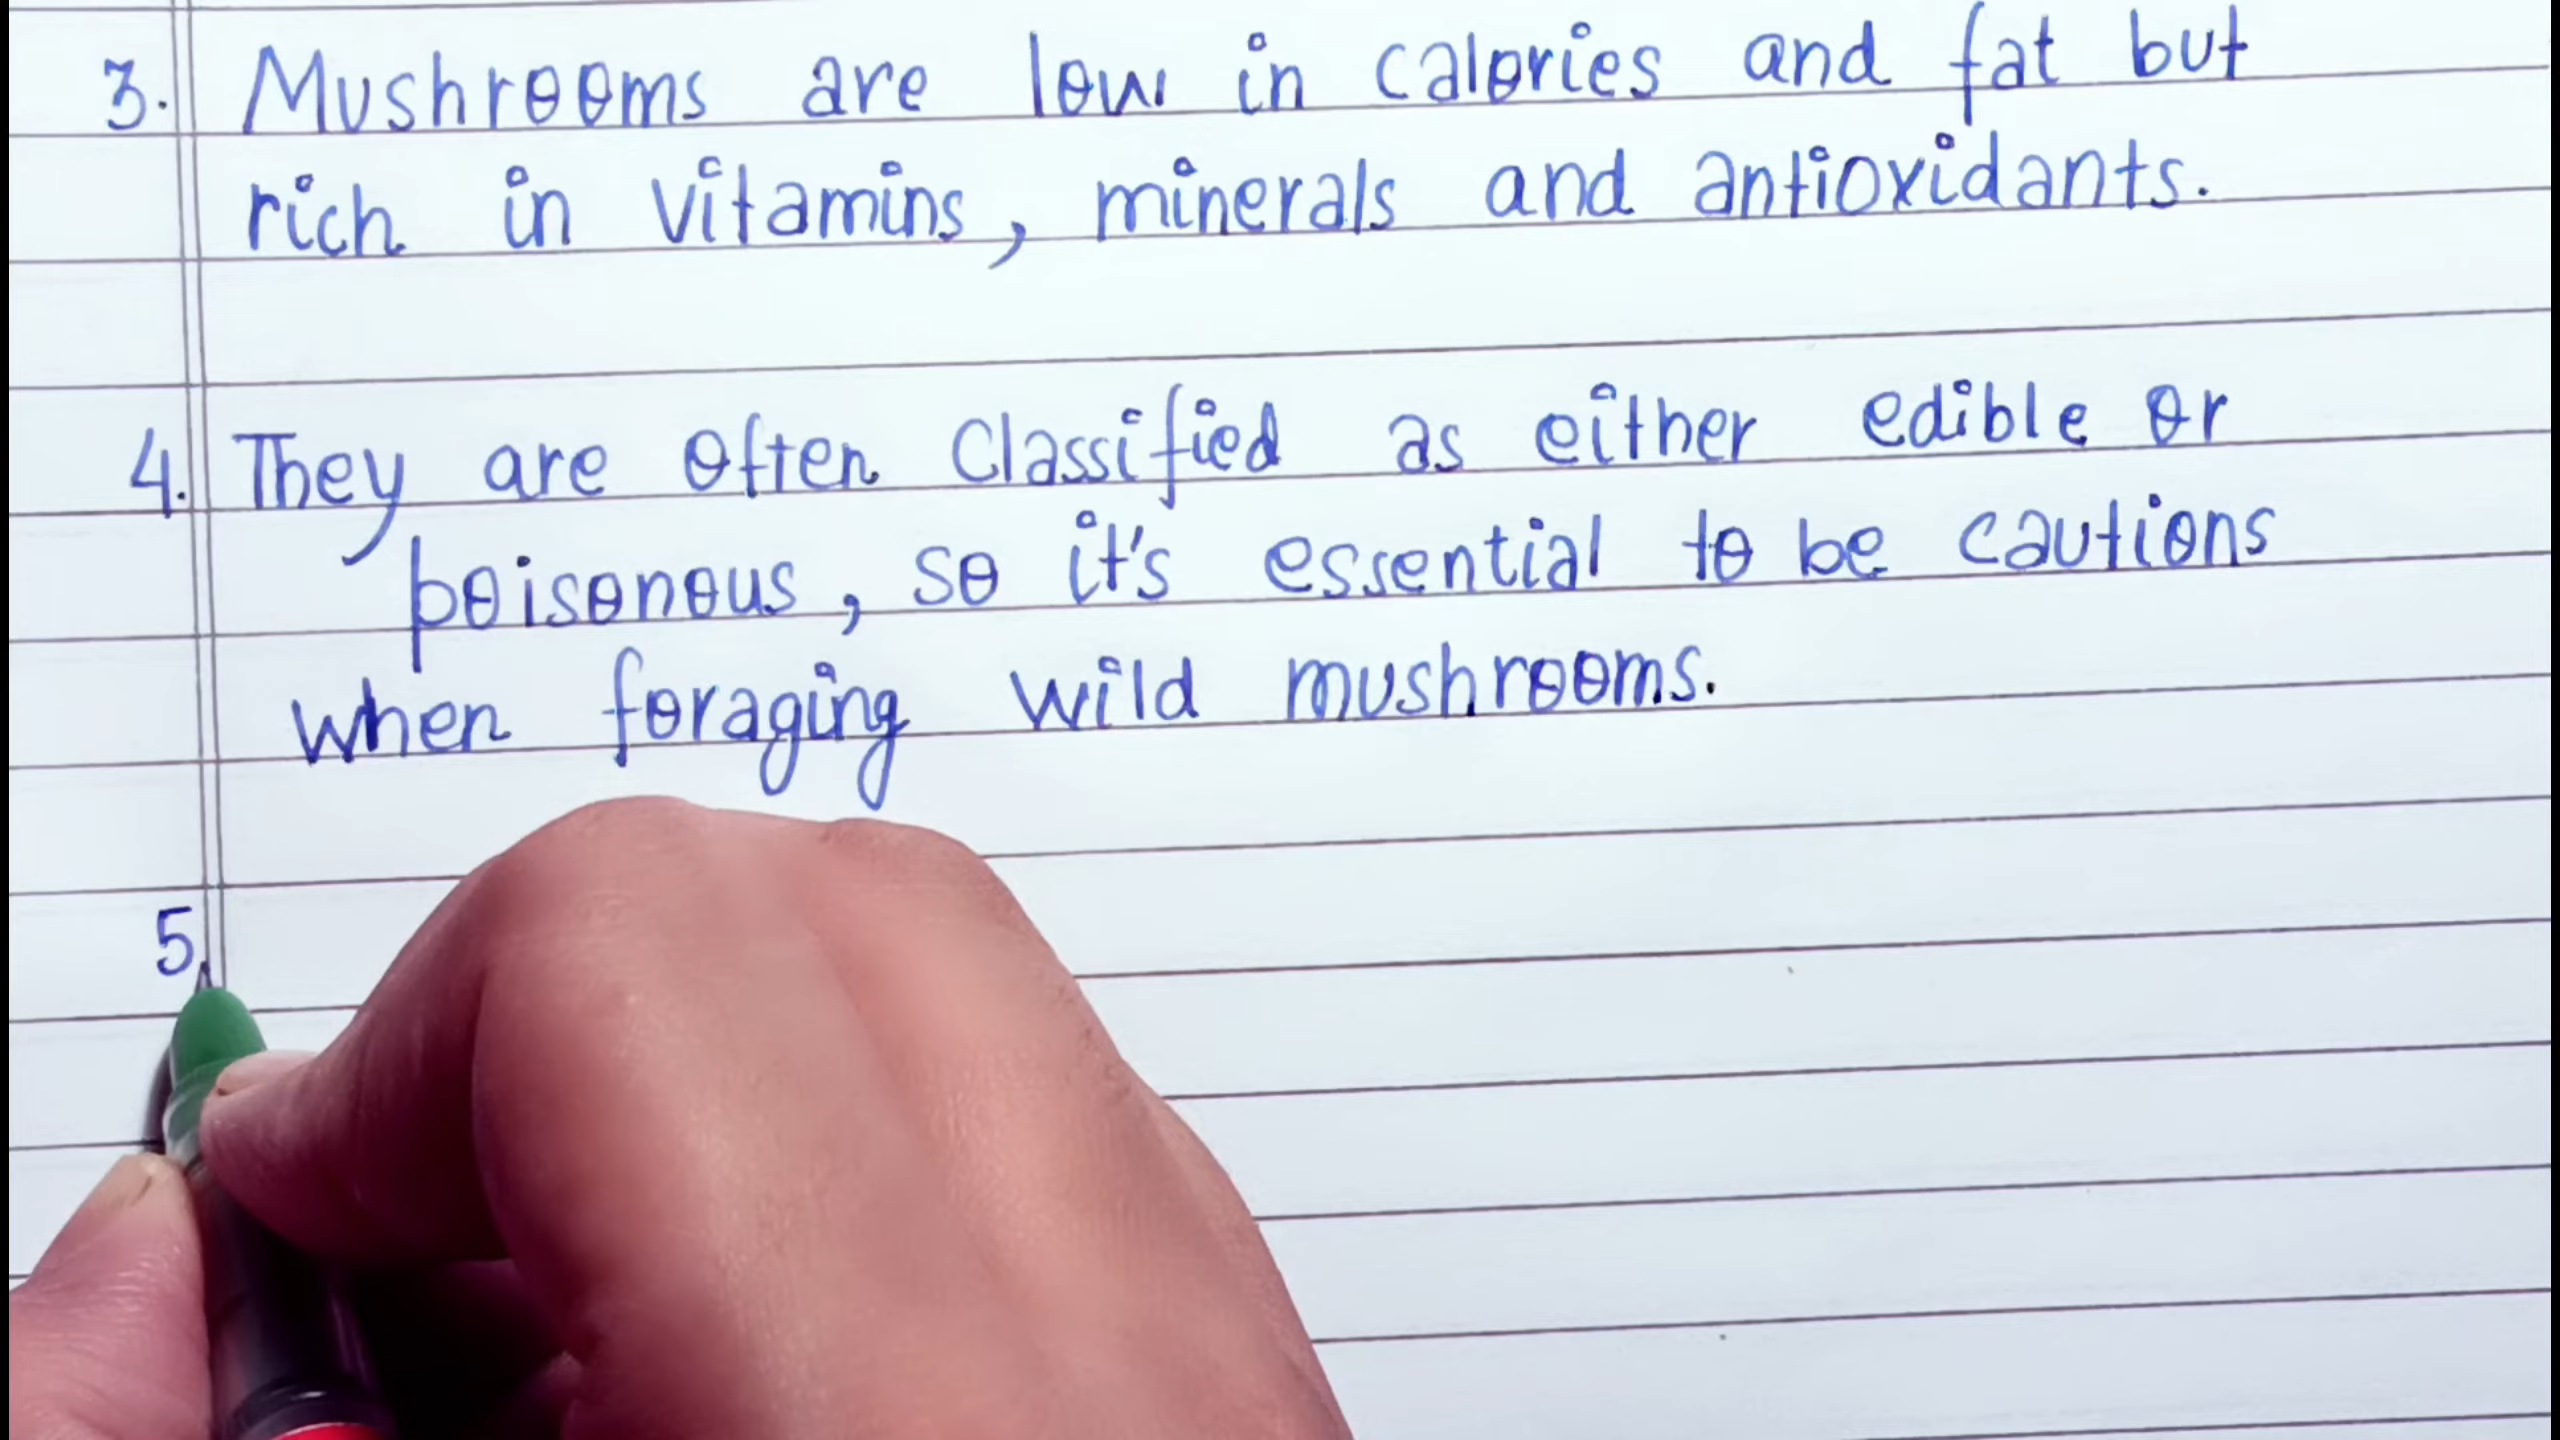 3. Mushrooms are low in calories and fat but
rich in vitamins, minerals and antioxidants.
4. They are often classified as either edible or
poisonous, so it's essential to be cautions
when foraging wild mushrooms.
5.